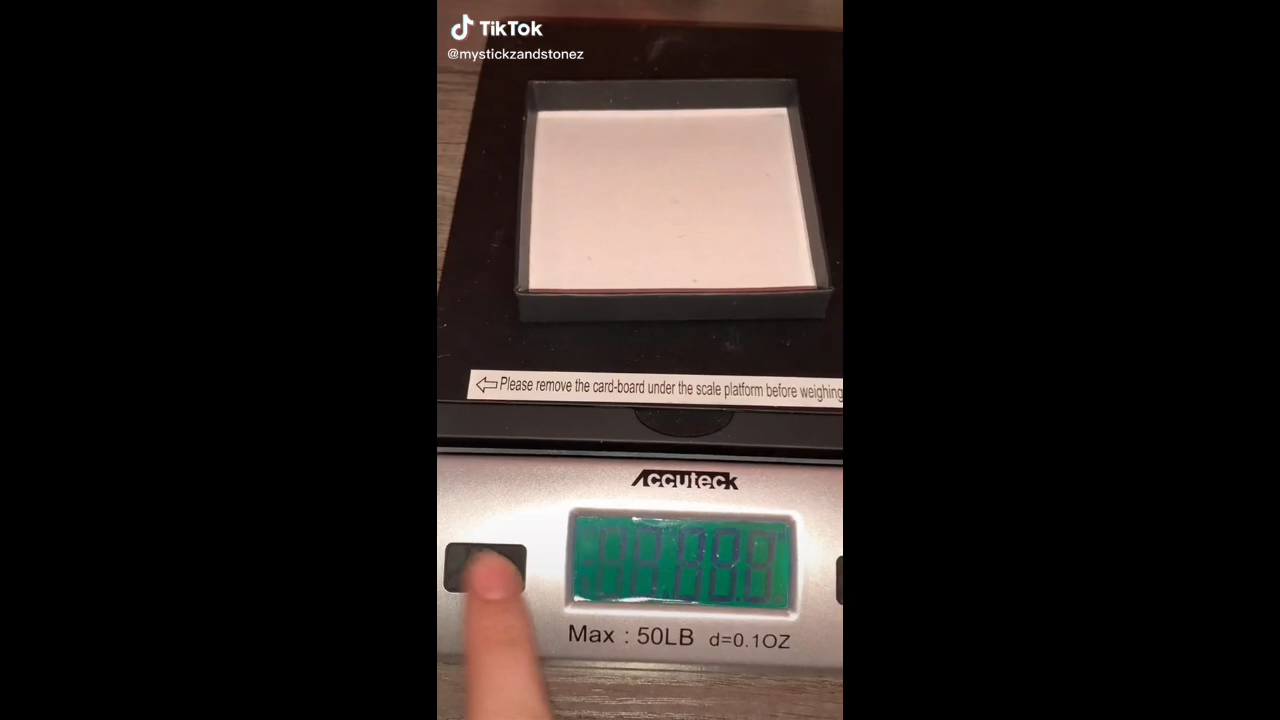 TikTok
@mystickzandstonez
Please remove the card-board under the scale platform before weighing
Accuteck
Max : 50LB d=0.1OZ